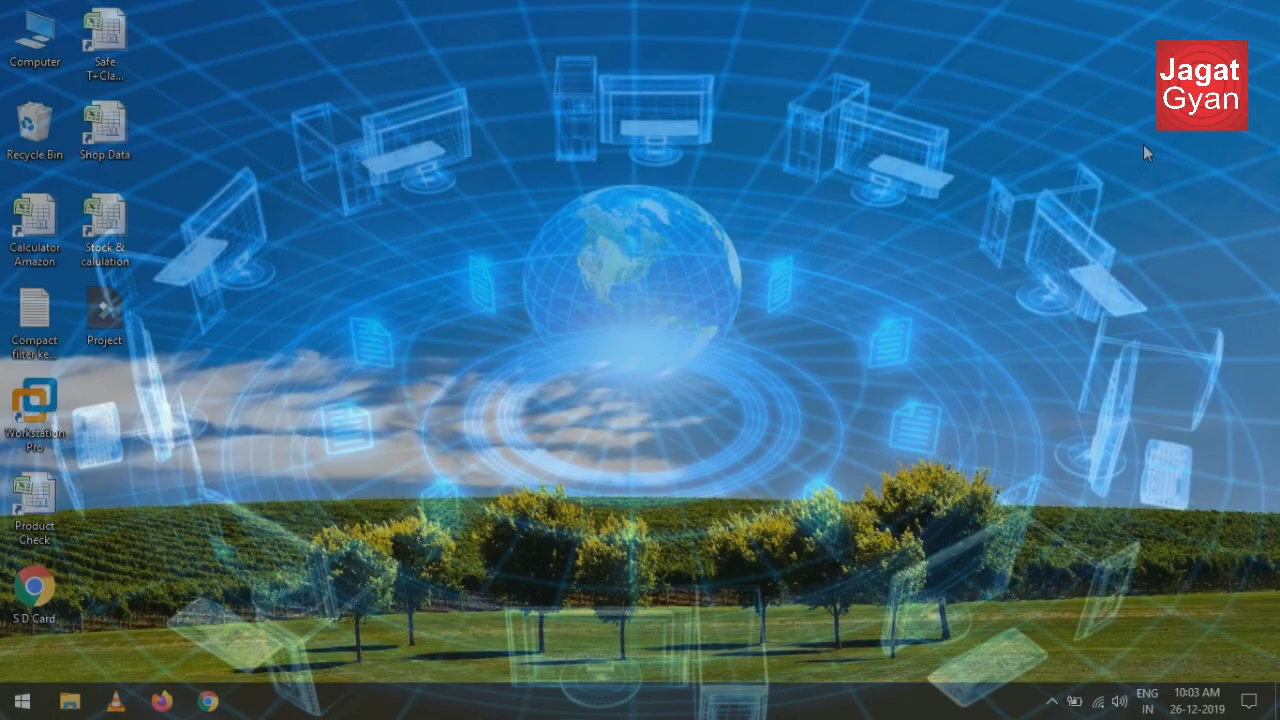 Computer
Safe
T+Cla...
Recycle Bin
Shop Data
Calculator
Amazon
Stock &
calulation
Compact
filter ke...
Project
Workstation
Pro
Product
Check
S D Card
Jagat
Gyan
ENG
IN
10:03 AM
26-12-2019